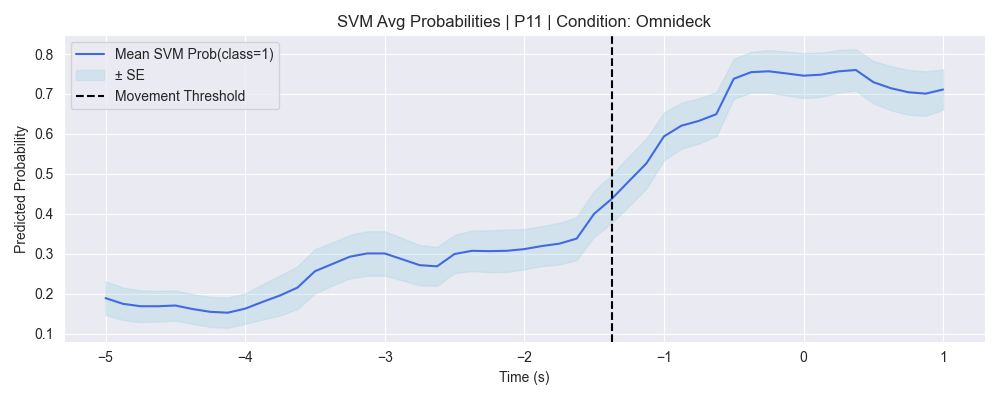 SVM Avg Probabilities | P11 | Condition: Omnideck
Mean SVM Prob(class=1)
± SE
Movement Threshold
Predicted Probability
0.8
0.7
0.6
0.5
0.4
0.3
0.2
0.1
−5
−4
−3
−2
−1
0
1
Time (s)